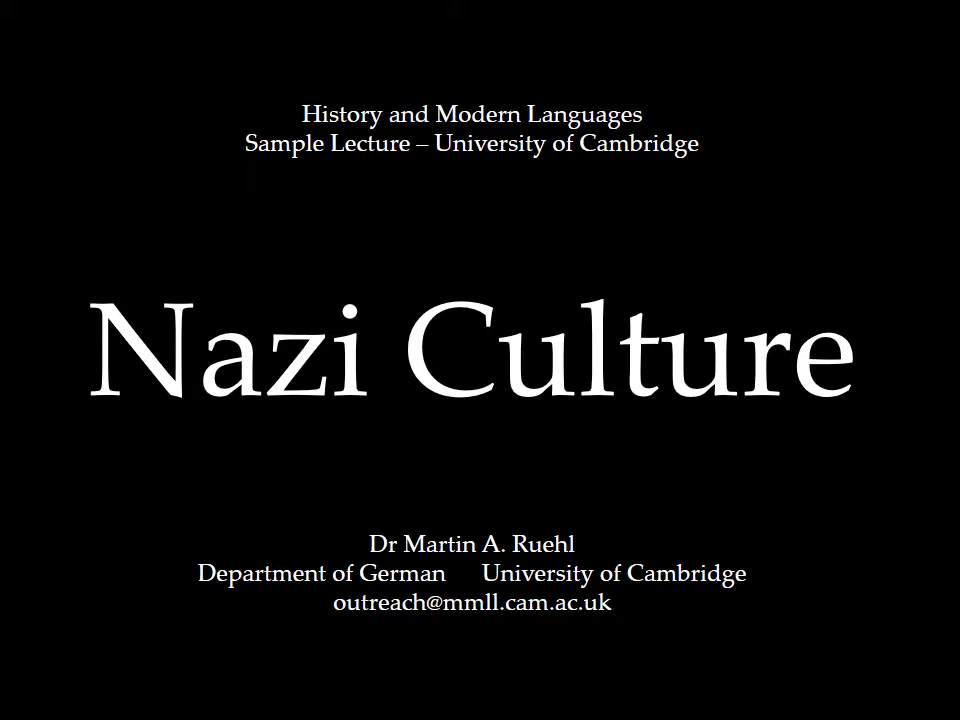 History and Modern Languages
Sample Lecture – University of Cambridge
Nazi Culture
Dr Martin A. Ruehl
Department of German University of Cambridge
outreach@mmll.cam.ac.uk